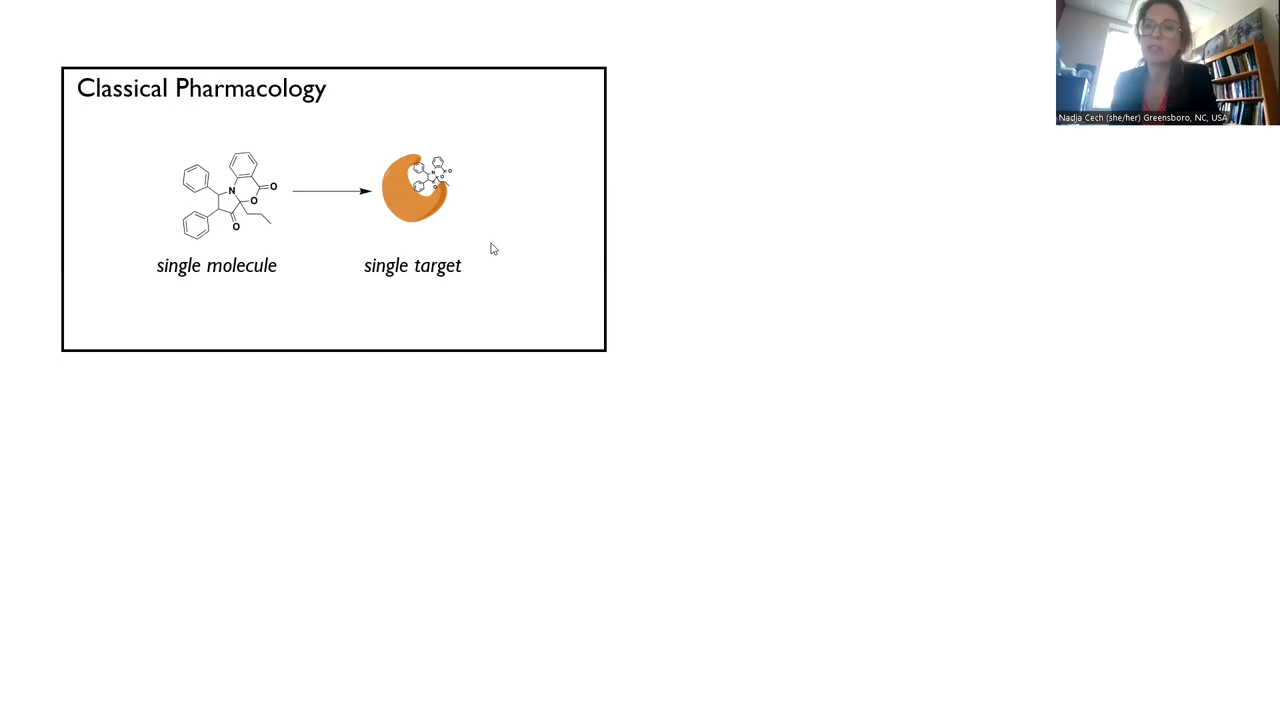 Classical Pharmacology
N
O
O
O
single molecule
single target
Nadja Cech (she/her) Greensboro, NC, USA